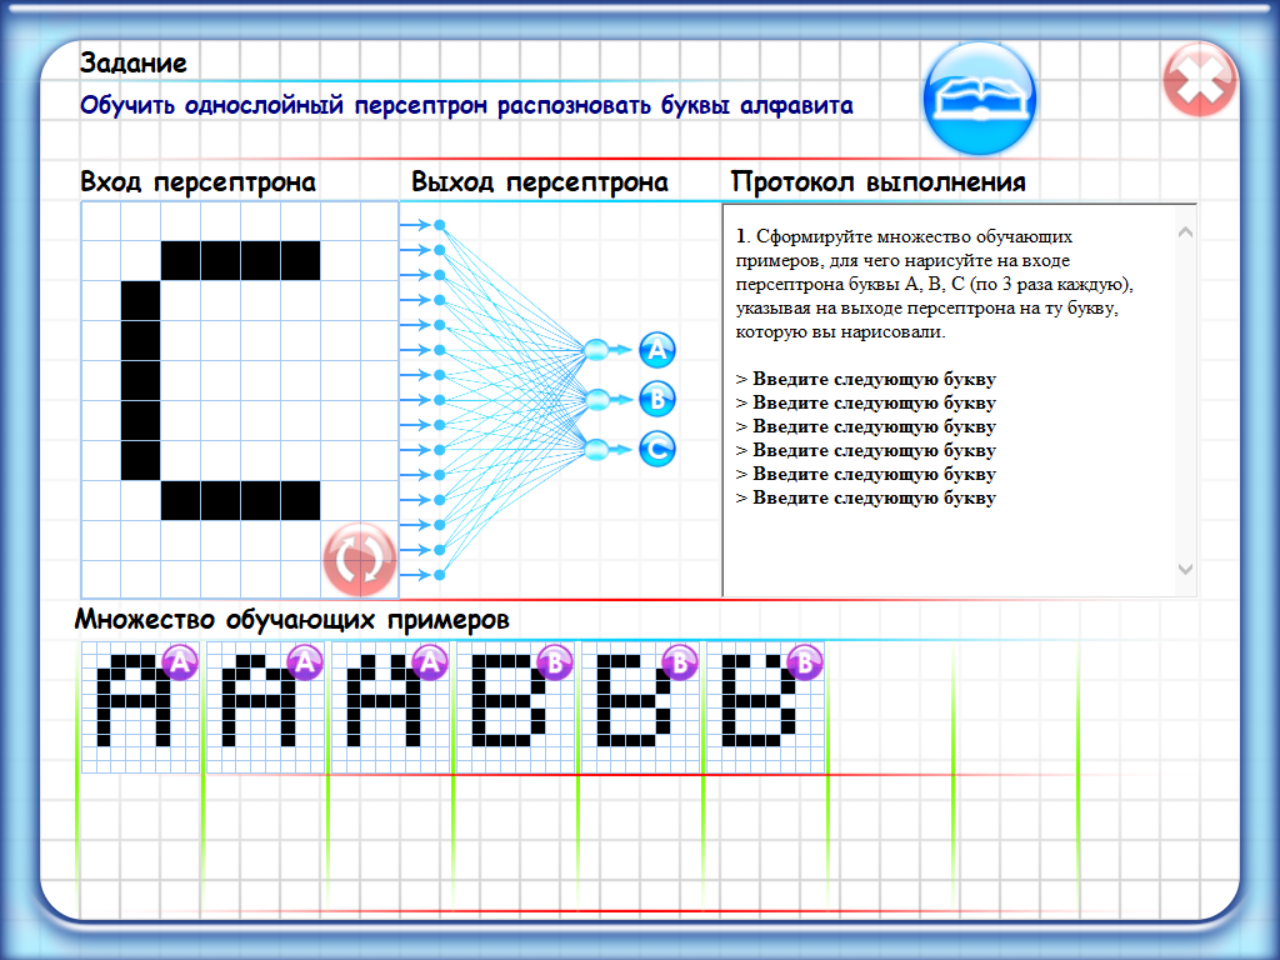 Задание
Обучить однослойный персептрон распозновать буквы алфавита
Вход персептрона
Выход персептрона
Протокол выполнения
A
B
C
1. Сформируйте множество обучающих
примеров, для чего нарисуйте на входе
персептрона буквы A, B, C (по 3 раза каждую),
указывая на выходе персептрона на ту букву,
которую вы нарисовали.
> Введите следующую букву
> Введите следующую букву
> Введите следующую букву
> Введите следующую букву
> Введите следующую букву
> Введите следующую букву
Множество обучающих примеров
A A A B B B